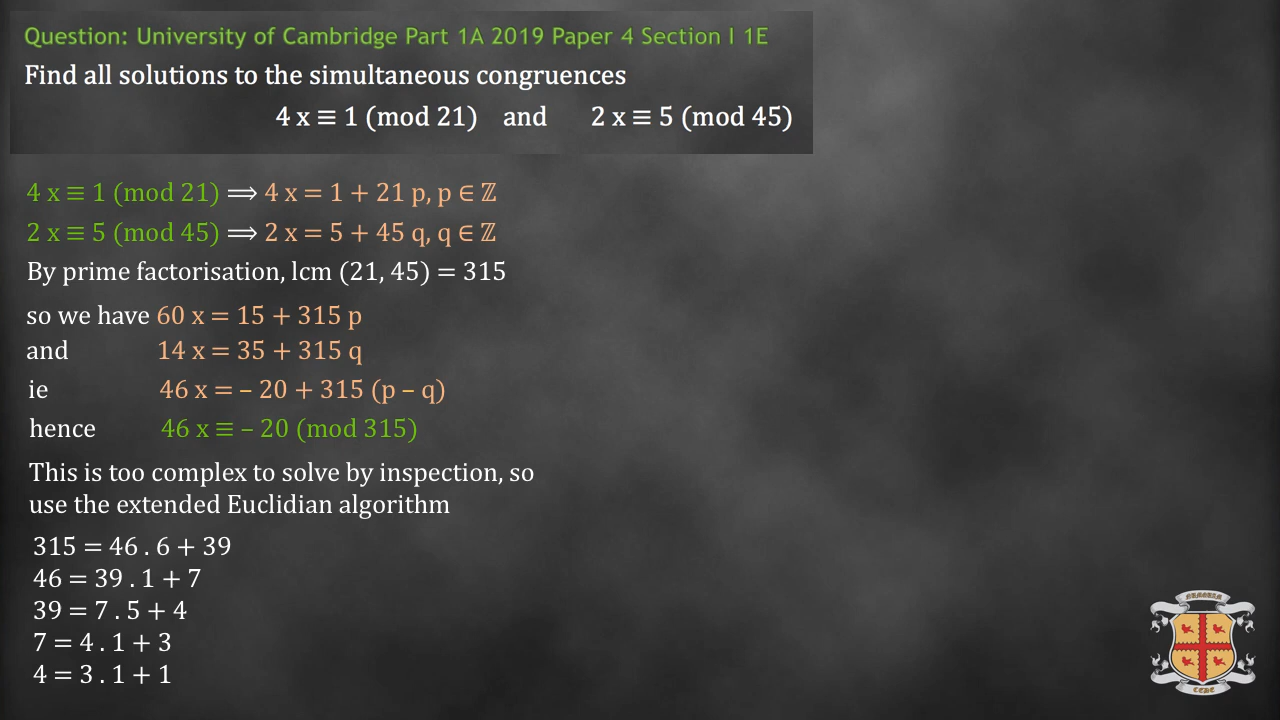 Question: University of Cambridge Part 1A 2019 Paper 4 Section I 1E
Find all solutions to the simultaneous congruences
4 x ≡ 1 (mod 21) and 2 x ≡ 5 (mod 45)
4 x ≡ 1 (mod 21) ⟹ 4 x = 1 + 21 p, p ∈ ℤ
2 x ≡ 5 (mod 45) ⟹ 2 x = 5 + 45 q, q ∈ ℤ
By prime factorisation, lcm (21, 45) = 315
so we have 60 x = 15 + 315 p
and 14 x = 35 + 315 q
ie 46 x = – 20 + 315 (p – q)
hence 46 x ≡ – 20 (mod 315)
This is too complex to solve by inspection, so
use the extended Euclidian algorithm
315 = 46 . 6 + 39
46 = 39 . 1 + 7
39 = 7 . 5 + 4
7 = 4 . 1 + 3
4 = 3 . 1 + 1